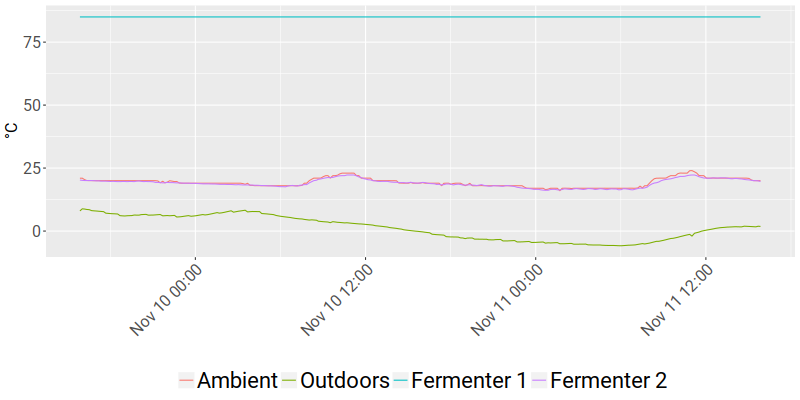 75
50
25
0
°C
Nov 10 00:00
Nov 10 12:00
Nov 11 00:00
Nov 11 12:00
Ambient Outdoors Fermenter 1 Fermenter 2